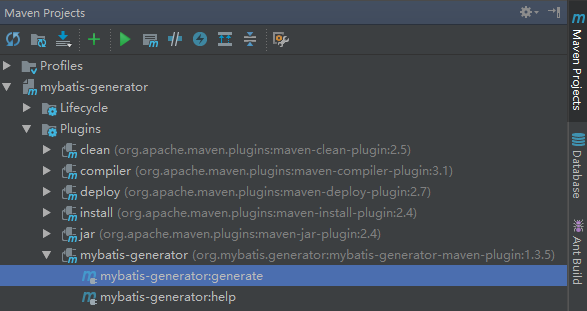 Maven Projects
Profiles
mybatis-generator
Lifecycle
Plugins
clean (org.apache.maven.plugins:maven-clean-plugin:2.5)
compiler (org.apache.maven.plugins:maven-compiler-plugin:3.1)
deploy (org.apache.maven.plugins:maven-deploy-plugin:2.7)
install (org.apache.maven.plugins:maven-install-plugin:2.4)
jar (org.apache.maven.plugins:maven-jar-plugin:2.4)
mybatis-generator (org.mybatis.generator:mybatis-generator-maven-plugin:1.3.5)
mybatis-generator:generate
mybatis-generator:help
Maven Projects
Database
Ant Build